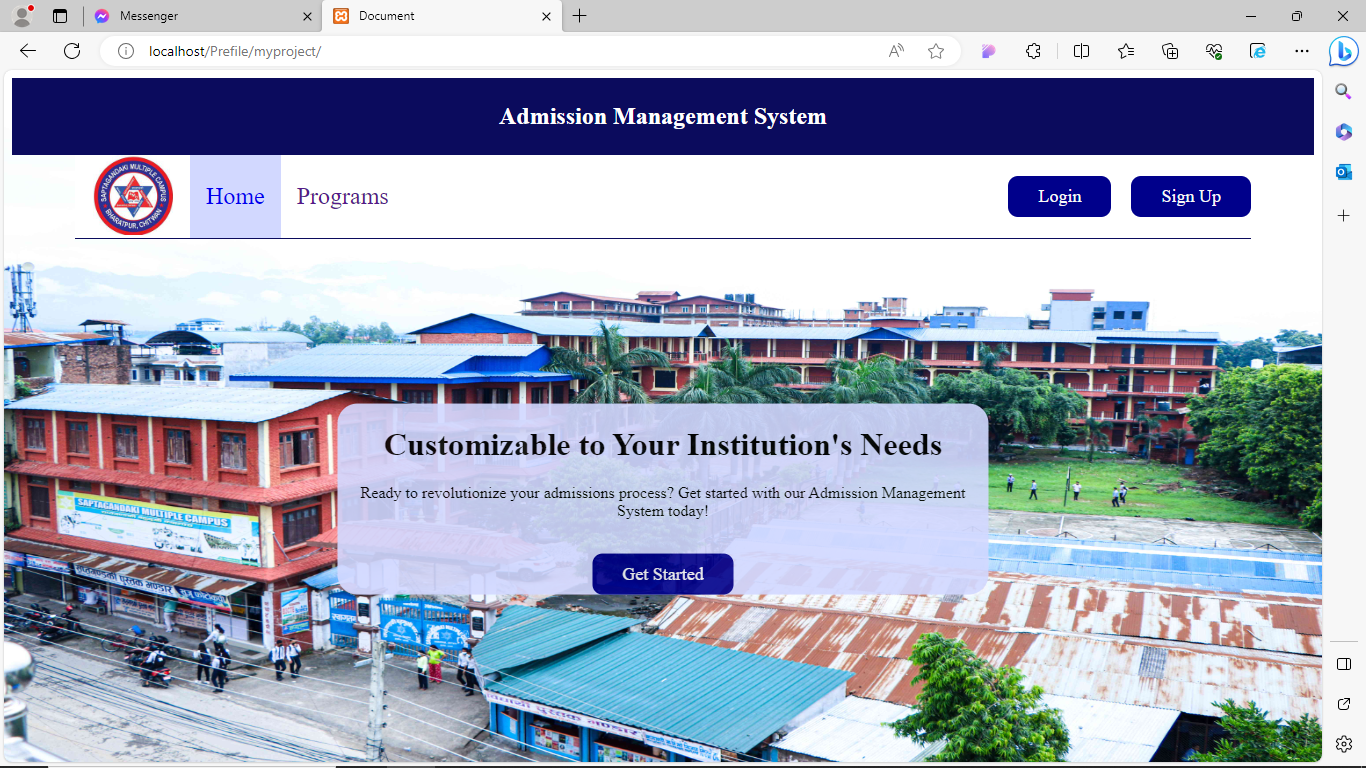 Messenger
Document
localhost/Prefile/myproject/
Admission Management System
SAPTAGANDAKI MULTIPLE CAMPUS
BHARATPUR, CHITWAN
Home
Programs
Login
Sign Up
Customizable to Your Institution's Needs
Ready to revolutionize your admissions process? Get started with our Admission Management
System today!
Get Started
SAPTAGANDAKI MULTIPLE CAMPUS